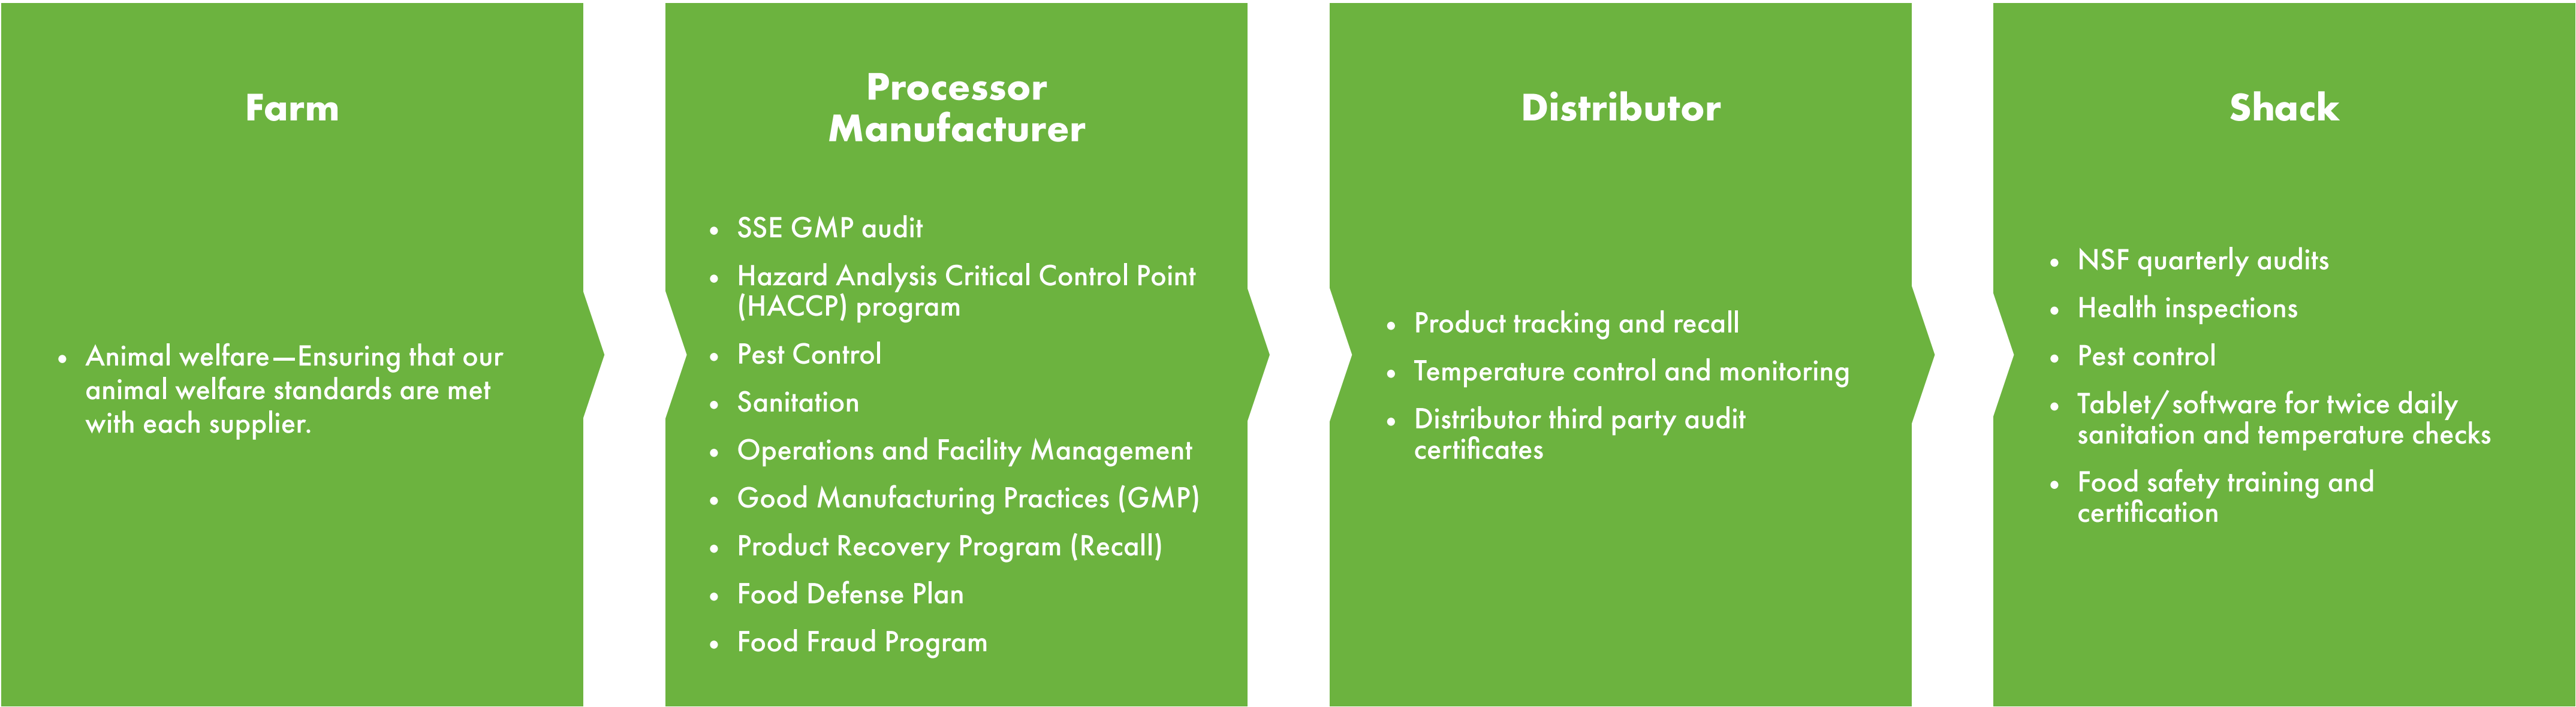 Farm
• Animal welfare—Ensuring that our
animal welfare standards are met
with each supplier.
Processor
Manufacturer
• SSE GMP audit
• Hazard Analysis Critical Control Point
(HACCP) program
• Pest Control
• Sanitation
• Operations and Facility Management
• Good Manufacturing Practices (GMP)
• Product Recovery Program (Recall)
• Food Defense Plan
• Food Fraud Program
Distributor
• Product tracking and recall
• Temperature control and monitoring
• Distributor third party audit
certificates
Shack
• NSF quarterly audits
• Health inspections
• Pest control
• Tablet/software for twice daily
sanitation and temperature checks
• Food safety training and
certification